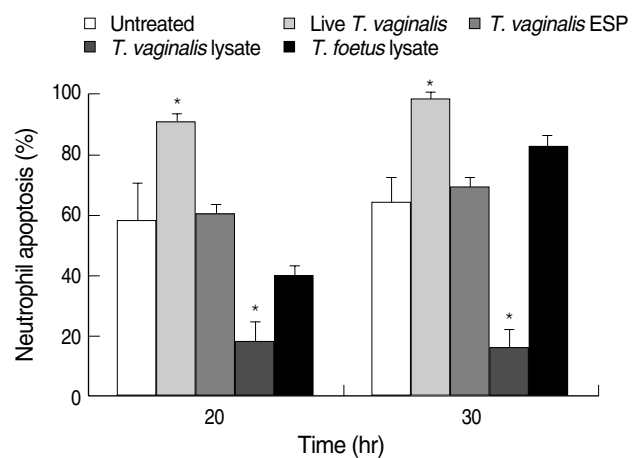 Untreated Live T. vaginalis T. vaginalis ESP
T. vaginalis lysate T. foetus lysate
Neutrophil apoptosis (%)
100
80
60
40
20
0
*
*
*
*
20 30
Time (hr)